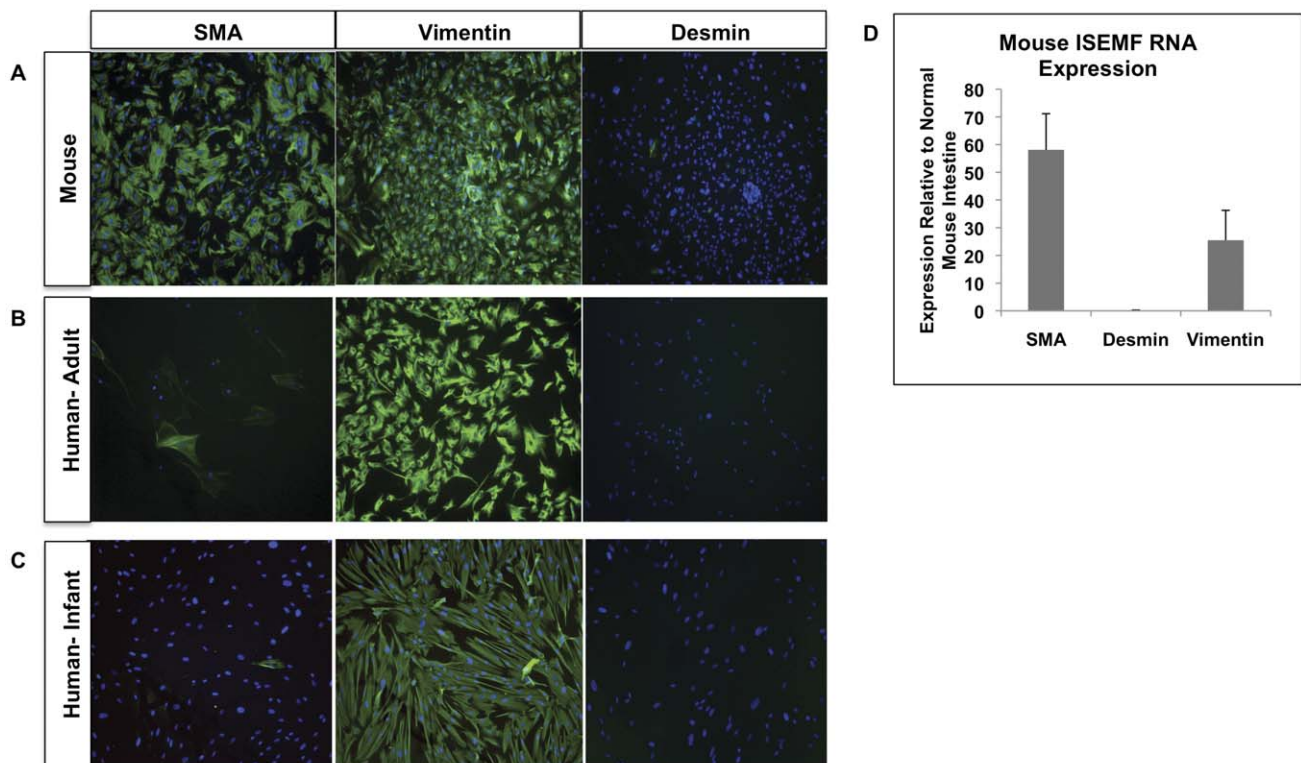 SMA
Vimentin
Desmin
A
Mouse
B
Human- Adult
C
Human- Infant
D
Mouse ISEMF RNA
Expression
Expression Relative to Normal
Mouse Intestine
80
70
60
50
40
30
20
10
0
SMA
Desmin
Vimentin